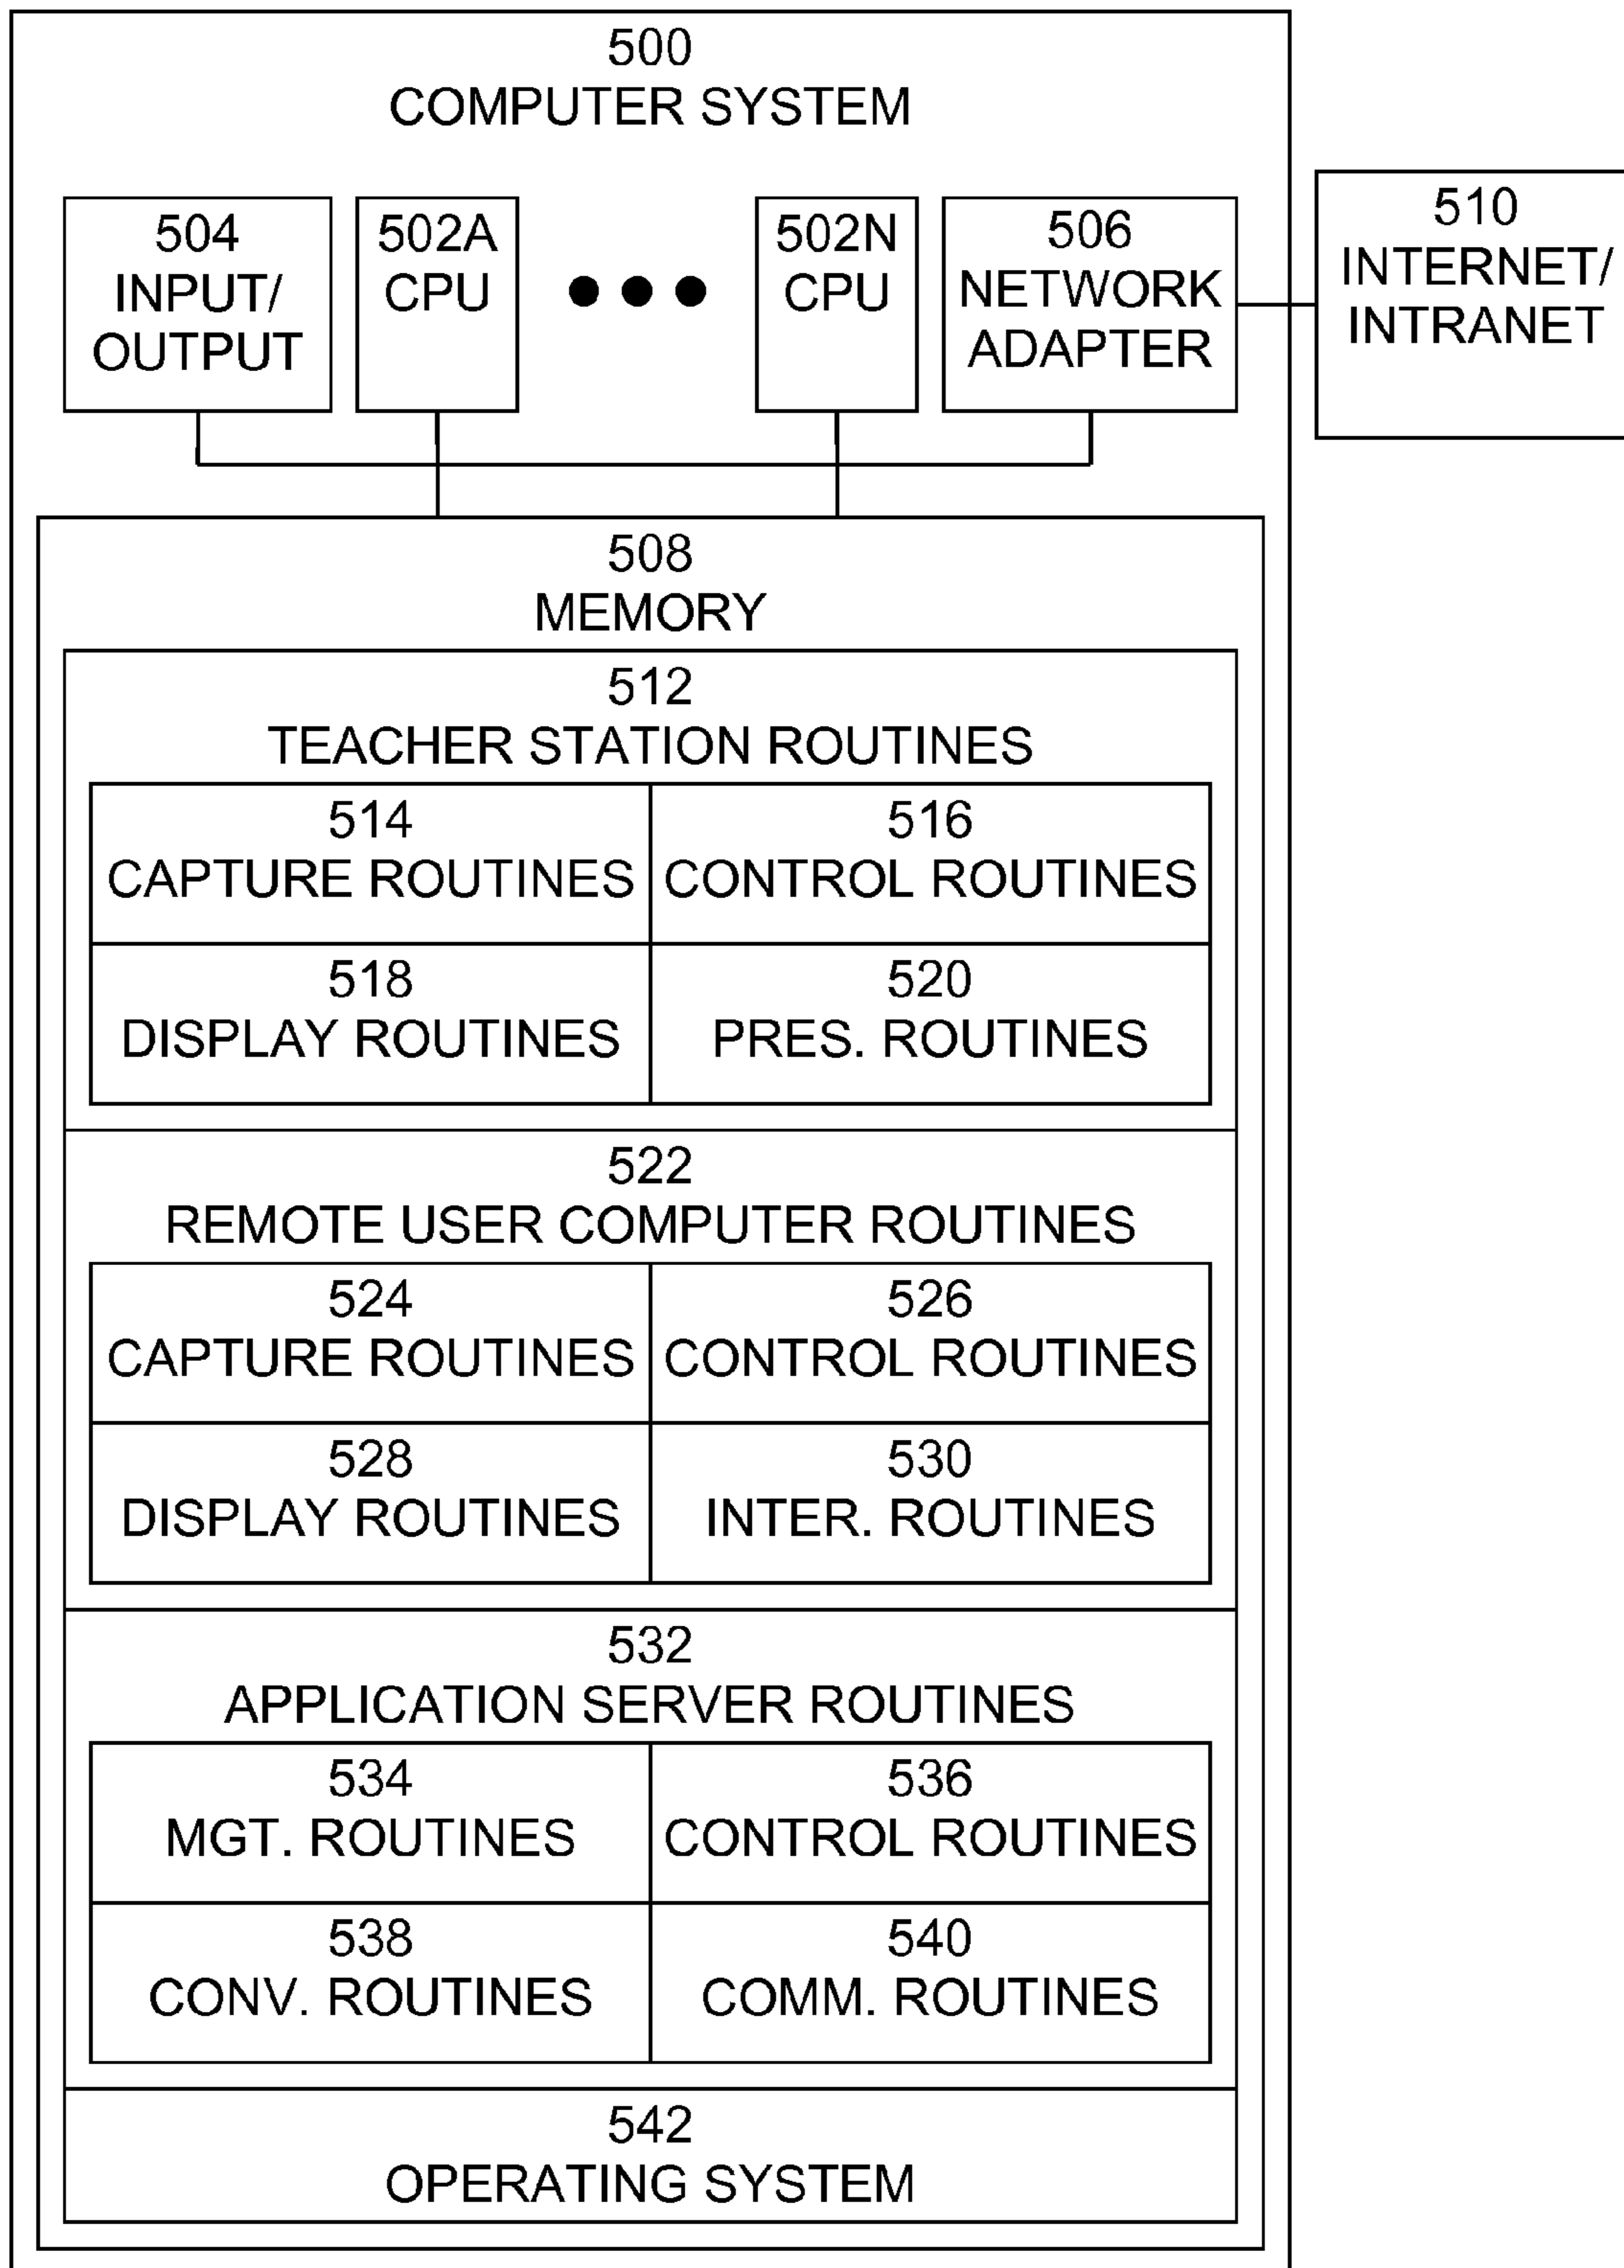 500
COMPUTER SYSTEM
504
INPUT/
OUTPUT
502A
CPU
502N
CPU
506
NETWORK
ADAPTER
510
INTERNET/
INTRANET
508
MEMORY
512
TEACHER STATION ROUTINES
514
CAPTURE ROUTINES
516
CONTROL ROUTINES
518
DISPLAY ROUTINES
520
PRES. ROUTINES
522
REMOTE USER COMPUTER ROUTINES
524
CAPTURE ROUTINES
526
CONTROL ROUTINES
528
DISPLAY ROUTINES
530
INTER. ROUTINES
532
APPLICATION SERVER ROUTINES
534
MGT. ROUTINES
536
CONTROL ROUTINES
538
CONV. ROUTINES
540
COMM. ROUTINES
542
OPERATING SYSTEM